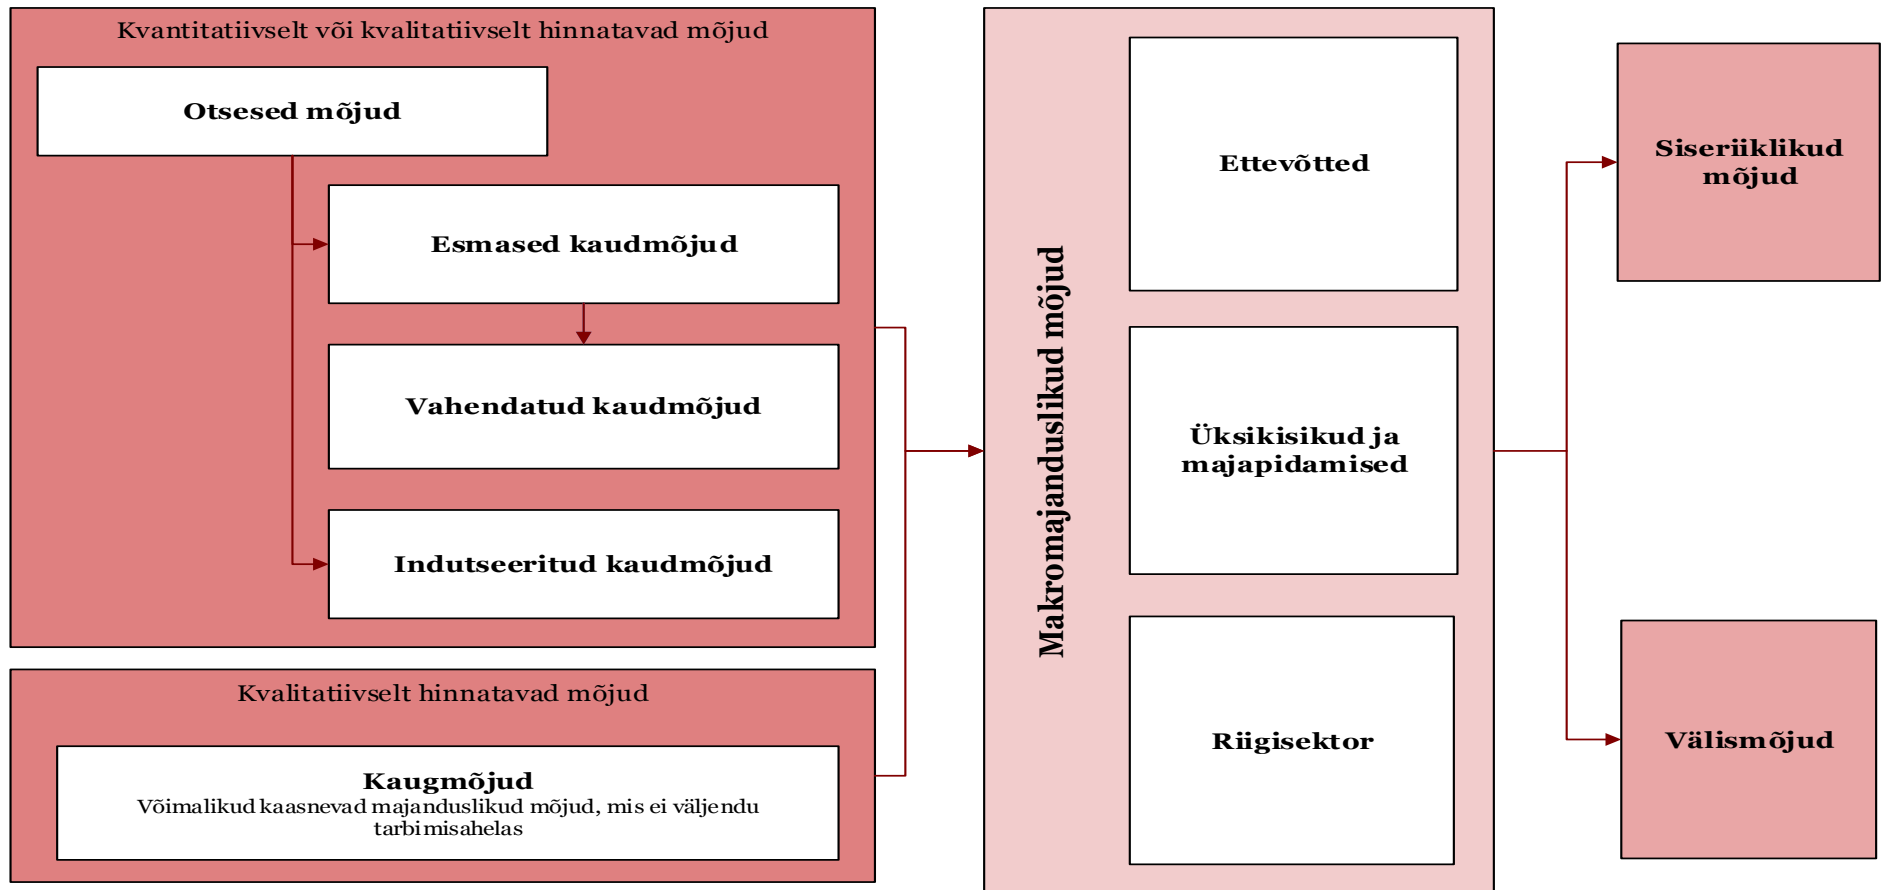 Kvantitatiivselt või kvalitatiivselt hinnatavad mõjud
Otsesed mõjud
Esmased kaudmõjud
Vahendatud kaudmõjud
Indutseeritud kaudmõjud
Kvalitatiivselt hinnatavad mõjud
Kaugmõjud
Võimalikud kaasnevad majanduslikud mõjud, mis ei väljendu
tarbimisahelas
Makromajanduslikud mõjud
Ettevõtted
Üksikisikud ja
majapidamised
Riigisektor
Siseriiklikud
mõjud
Välismõjud